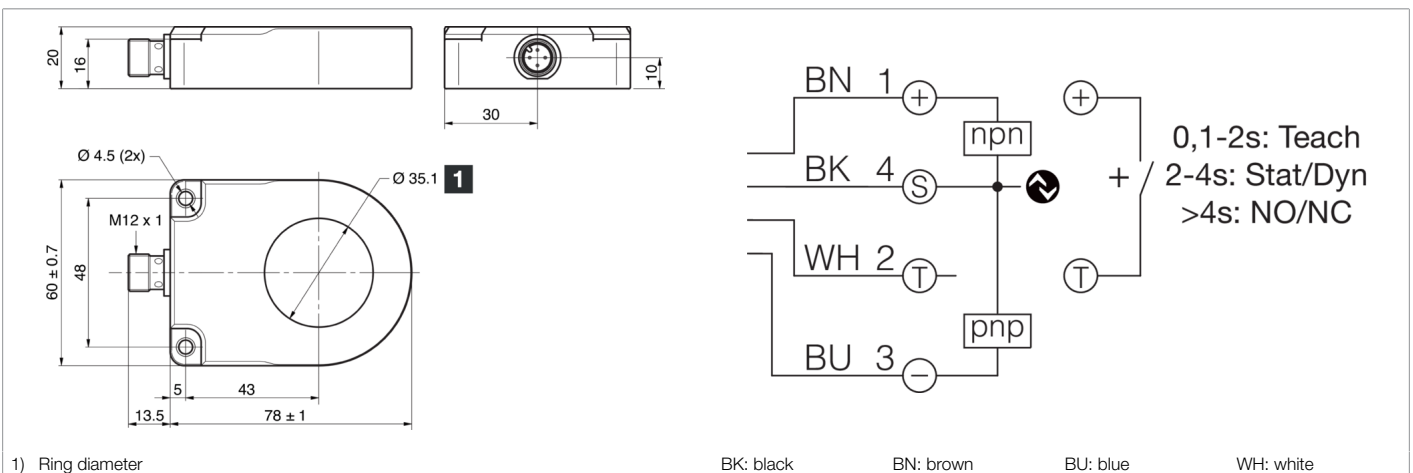 20
16
10
30
Ø 4.5 (2x)
Ø 35.1 1
M12 x 1
60 ± 0.7
48
5 43
13.5 78 ± 1
BN 1 +
npn
BK 4 S
WH 2 T
pnp
BU 3 −
+
+
T
0,1-2s: Teach
2-4s: Stat/Dyn
>4s: NO/NC
1) Ring diameter
BK: black BN: brown BU: blue WH: white